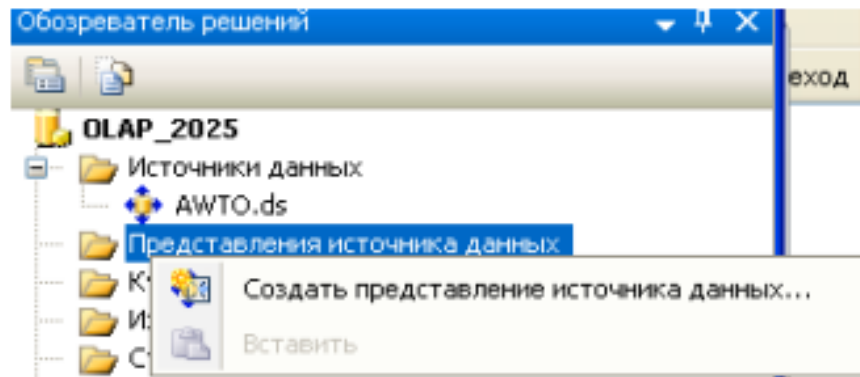 Обозреватель решений
еход
OLAP_2025
Источники данных
AWTO.ds
Представления источника данных
Создать представление источника данных...
Вставить